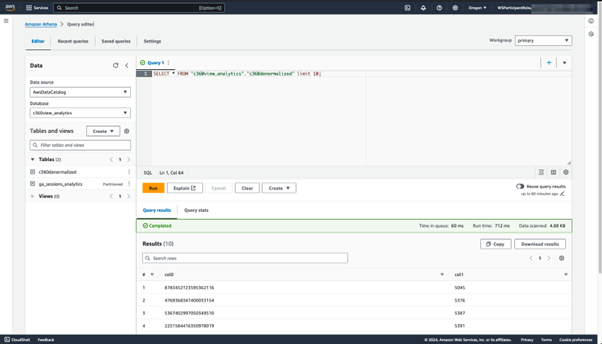 aws
Services
Search
[Option+S]
Oregon
WSParticipantRole
Amazon Athena
Query editor
Editor
Recent queries
Saved queries
Settings
Workgroup
primary
Data
Data source
AwsDataCatalog
Database
c360view_analytics
Tables and views
Create
Filter tables and views
Tables (2)
1
c360denormalized
ga_sessions_analytics
Partitioned
Views (0)
1
Query 1
1 SELECT * FROM "c360view_analytics"."c360denormalized" limit 10;
SQL Ln 1, Col 64
Run
Explain
Cancel
Clear
Create
Reuse query results
up to 60 minutes ago
Query results
Query stats
Completed
Time in queue: 60 ms Run time: 712 ms Data scanned: 4.88 KB
Results (10)
Copy
Download results
Search rows
1
# col0 col1
1 8783452123595362116 5045
2 4769368341400033154 5376
3 5367402997050349510 5387
4 2251584416350978019 5391
CloudShell
Feedback
© 2024, Amazon Web Services, Inc. or its affiliates.
Privacy
Terms
Cookie preferences